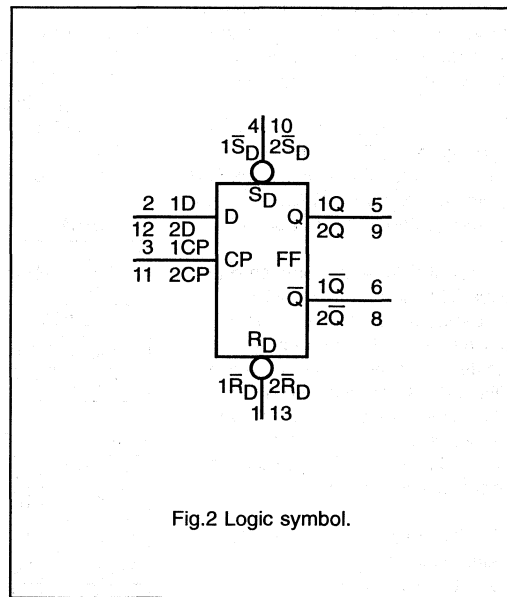 4 10
1S̅D 2S̅D
SD
2 1D D Q 1Q 5
12 2D 2Q 9
3 1CP CP FF
11 2CP
Q̅ 1Q̅ 6
2Q̅ 8
RD
1R̅D 2R̅D
1 13
Fig.2 Logic symbol.